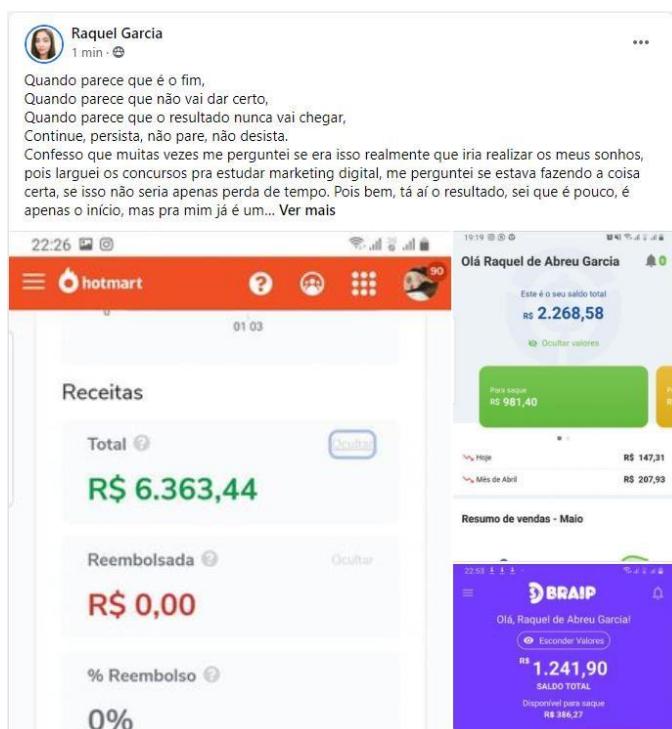 Raquel Garcia
1 min ·
Quando parece que é o fim,
Quando parece que não vai dar certo,
Quando parece que o resultado nunca vai chegar,
Continue, persista, não pare, não desista.
Confesso que muitas vezes me perguntei se era isso realmente que iria realizar os meus sonhos,
pois larguei os concursos pra estudar marketing digital, me perguntei se estava fazendo a coisa
certa, se isso não seria apenas perda de tempo. Pois bem, tá aí o resultado, sei que é pouco, é
apenas o início, mas pra mim já é um... Ver mais
22:26
hotmart
90
01 03
Receitas
Total
Ocultar
R$ 6.363,44
Reembolsada
Ocultar
R$ 0,00
% Reembolso
0%
19:19
Olá Raquel de Abreu Garcia
0
Este é o seu saldo total
R$ 2.268,58
Ocultar valores
Para saque
R$ 981,40
Hoje R$ 147,31
Mês de Abril R$ 207,93
Resumo de vendas - Maio
22:53
BRAIP
Olá, Raquel de Abreu Garcia!
Esconder Valores
R$ 1.241,90
SALDO TOTAL
Disponível para saque
R$ 386,27